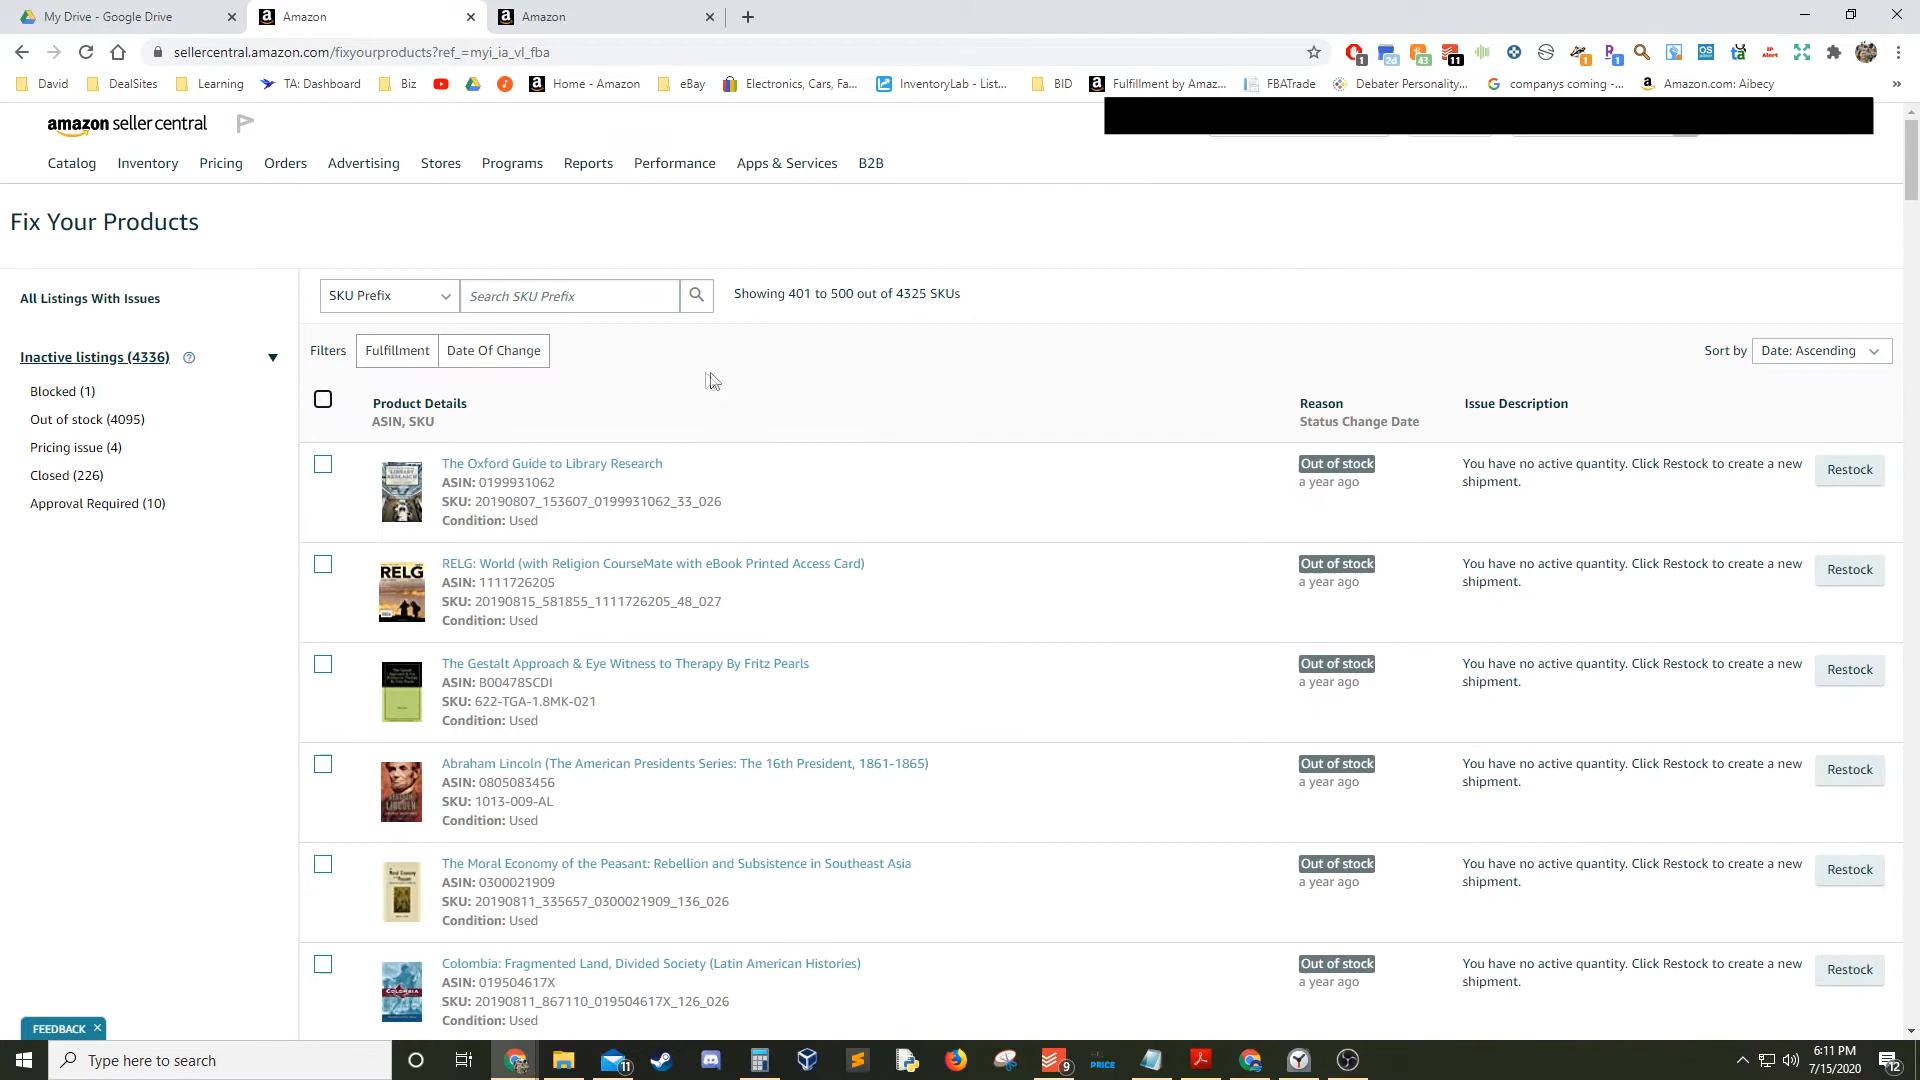 My Drive - Google Drive
Amazon
Amazon
sellercentral.amazon.com/fixyourproducts?ref_=myi_ia_vl_fba
1
2d
43
11
OS
1
1
David
DealSites
Learning
TA: Dashboard
Biz
Home - Amazon
eBay
Electronics, Cars, Fa...
InventoryLab - List...
BID
Fulfillment by Amaz...
FBATrade
Debater Personality...
companys coming -...
Amazon.com: Aibecy
»
amazon seller central
Catalog Inventory Pricing Orders Advertising Stores Programs Reports Performance Apps & Services B2B
Fix Your Products
All Listings With Issues
Inactive listings (4336)
Blocked (1)
Out of stock (4095)
Pricing issue (4)
Closed (226)
Approval Required (10)
SKU Prefix
Search SKU Prefix
Showing 401 to 500 out of 4325 SKUs
Filters
Fulfillment
Date Of Change
Sort by
Date: Ascending
Product Details
ASIN, SKU
Reason
Status Change Date
Issue Description
The Oxford Guide to Library Research
ASIN: 0199931062
SKU: 20190807_153607_0199931062_33_026
Condition: Used
Out of stock
a year ago
You have no active quantity. Click Restock to create a new
shipment.
Restock
RELG
RELG: World (with Religion CourseMate with eBook Printed Access Card)
ASIN: 1111726205
SKU: 20190815_581855_1111726205_48_027
Condition: Used
Out of stock
a year ago
You have no active quantity. Click Restock to create a new
shipment.
Restock
The Gestalt Approach & Eye Witness to Therapy By Fritz Pearls
ASIN: B00478SCDI
SKU: 622-TGA-1.8MK-021
Condition: Used
Out of stock
a year ago
You have no active quantity. Click Restock to create a new
shipment.
Restock
Abraham Lincoln (The American Presidents Series: The 16th President, 1861-1865)
ASIN: 0805083456
SKU: 1013-009-AL
Condition: Used
Out of stock
a year ago
You have no active quantity. Click Restock to create a new
shipment.
Restock
The Moral Economy of the Peasant: Rebellion and Subsistence in Southeast Asia
ASIN: 0300021909
SKU: 20190811_335657_0300021909_136_026
Condition: Used
Out of stock
a year ago
You have no active quantity. Click Restock to create a new
shipment.
Restock
COLOMBIA
Colombia: Fragmented Land, Divided Society (Latin American Histories)
ASIN: 019504617X
SKU: 20190811_867110_019504617X_126_026
Condition: Used
Out of stock
a year ago
You have no active quantity. Click Restock to create a new
shipment.
Restock
FEEDBACK
Type here to search
11
9
PRICE
6:11 PM
7/15/2020
12